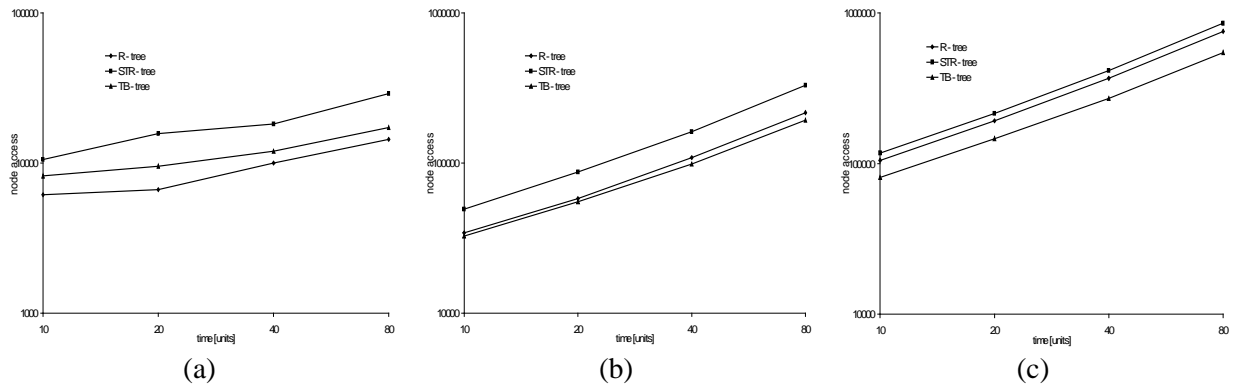 100000
R- tree
STR- tree
TB- tree
node access
10000
1000
10
20
40
80
time [units]
(a)
1000000
R- tree
STR- tree
TB- tree
node access
100000
10000
10
20
40
80
time [units]
(b)
1000000
R- tree
STR- tree
TB- tree
node access
100000
10000
10
20
40
80
time [units]
(c)